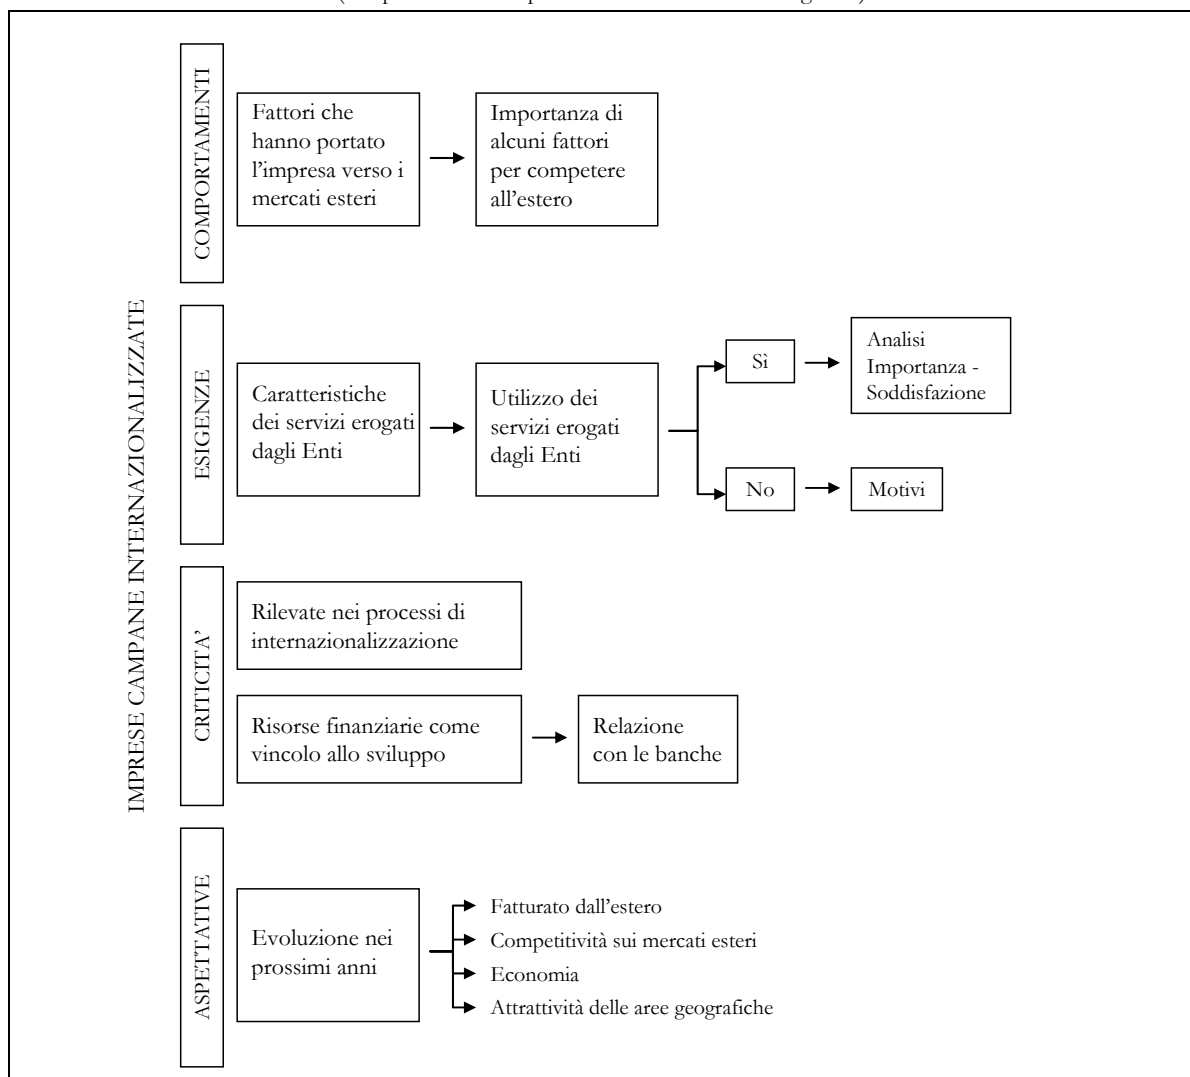 COMPORTAMENTI
Fattori che
hanno portato
l'impresa verso i
mercati esteri
Importanza di
alcuni fattori
per competere
all'estero
IMPRESE CAMPANE INTERNAZIONALIZZATE
ESIGENZE
Caratteristiche
dei servizi erogati
dagli Enti
Utilizzo dei
servizi erogati
dagli Enti
Sì
Analisi
Importanza -
Soddisfazione
No
Motivi
CRITICITA'
Rilevate nei processi di
internazionalizzazione
Risorse finanziarie come
vincolo allo sviluppo
Relazione
con le banche
ASPETTATIVE
Evoluzione nei
prossimi anni
Fatturato dall'estero
Competitività sui mercati esteri
Economia
Attrattività delle aree geografiche